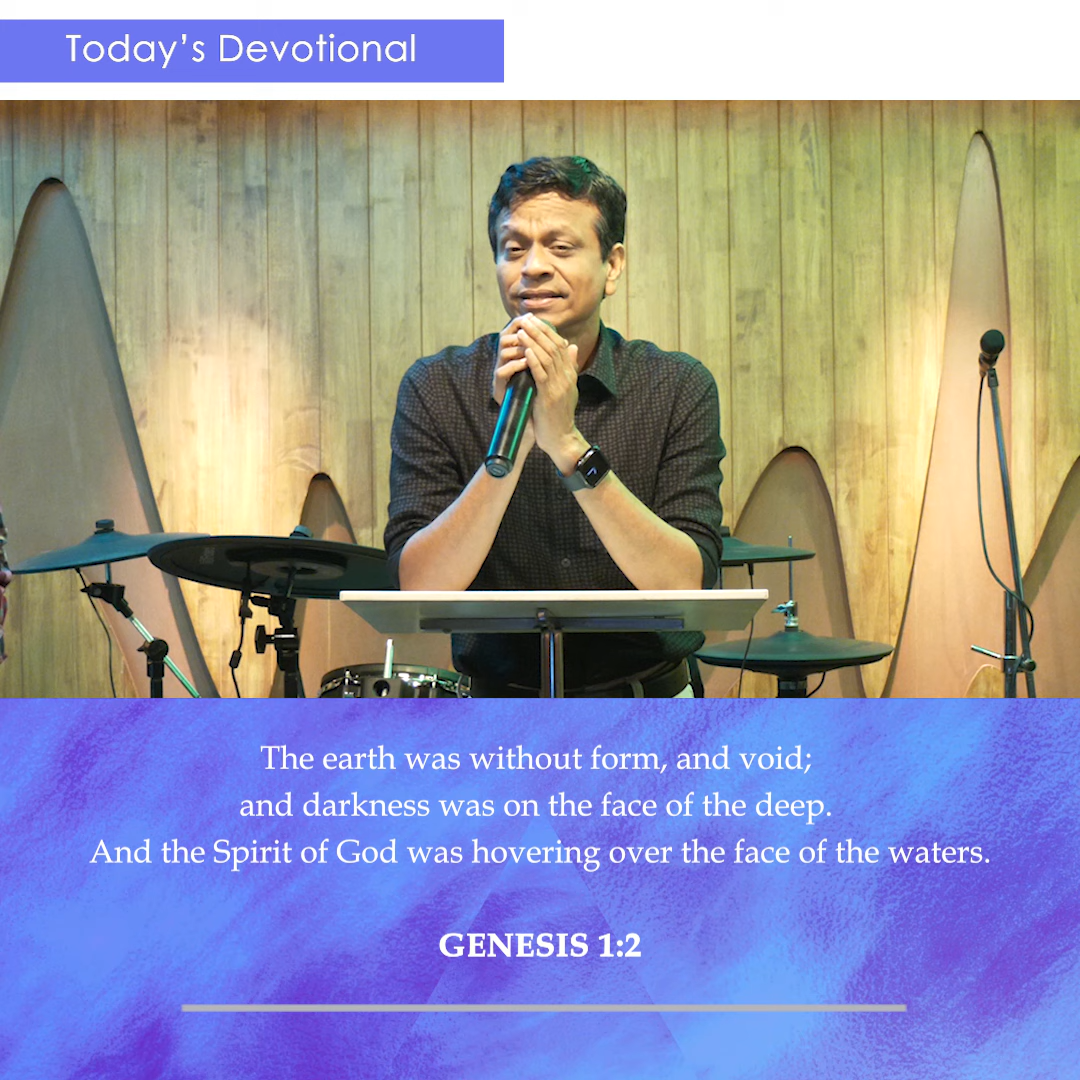 Today's Devotional
The earth was without form, and void;
and darkness was on the face of the deep.
And the Spirit of God was hovering over the face of the waters.
GENESIS 1:2